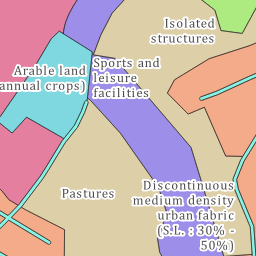 Isolated
structures
Arable land
annual crops)
Sports and
leisure
facilities
Pastures
Discontinuous
medium density
urban fabric
(S.L. : 30% -
50%)